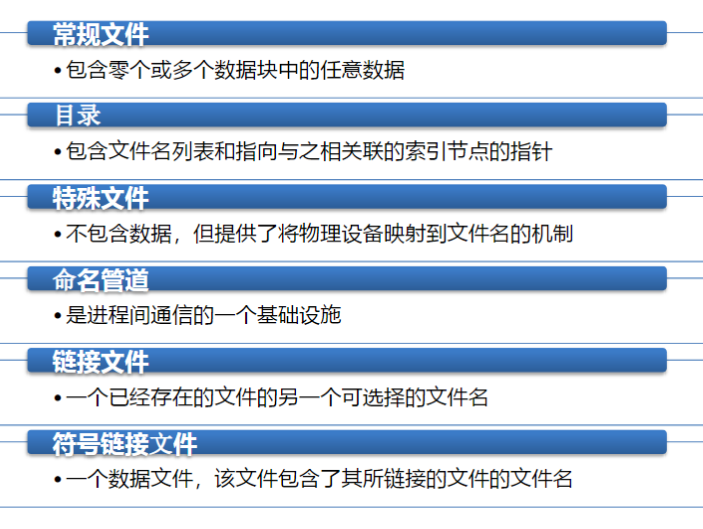 常规文件
•包含零个或多个数据块中的任意数据
目录
•包含文件名列表和指向与之相关联的索引节点的指针
特殊文件
•不包含数据，但提供了将物理设备映射到文件名的机制
命名管道
•是进程间通信的一个基础设施
链接文件
•一个已经存在的文件的另一个可选择的文件名
符号链接文件
•一个数据文件，该文件包含了其所链接的文件的文件名